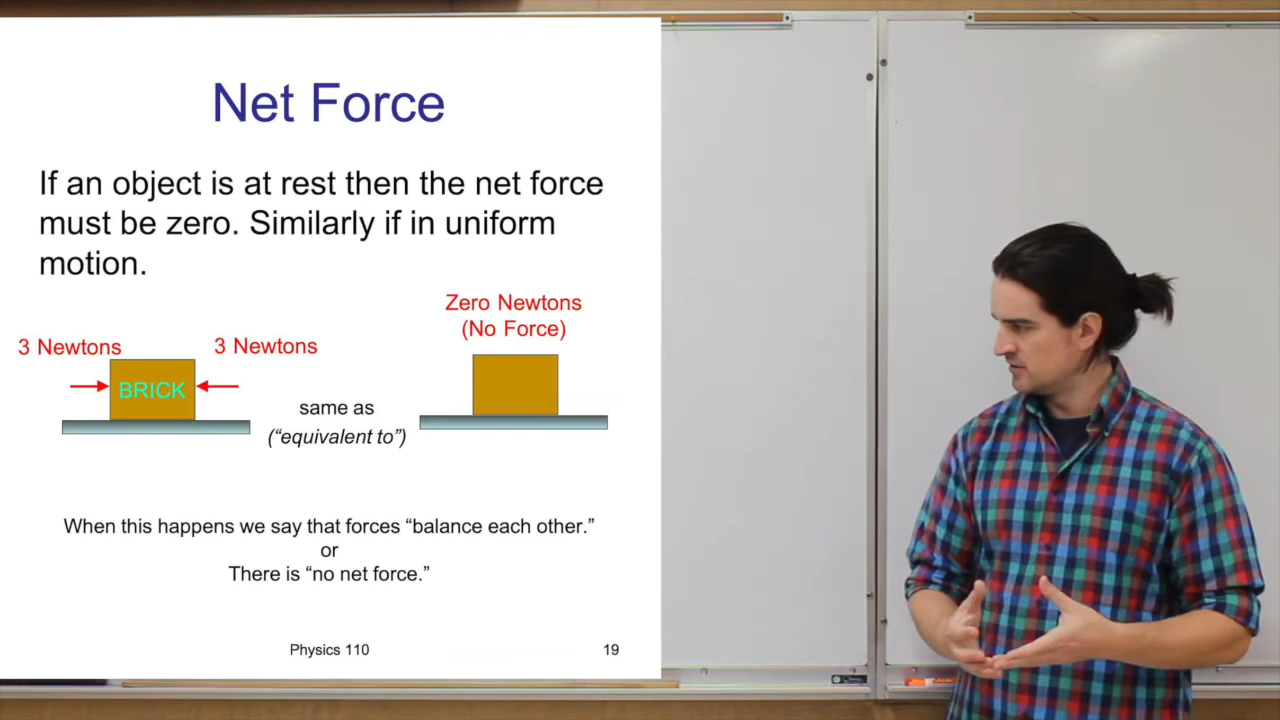 Net Force
If an object is at rest then the net force
must be zero. Similarly if in uniform
motion.
Zero Newtons
(No Force)
3 Newtons
3 Newtons
BRICK
same as
(“equivalent to”)
When this happens we say that forces “balance each other.”
or
There is “no net force.”
Physics 110
19